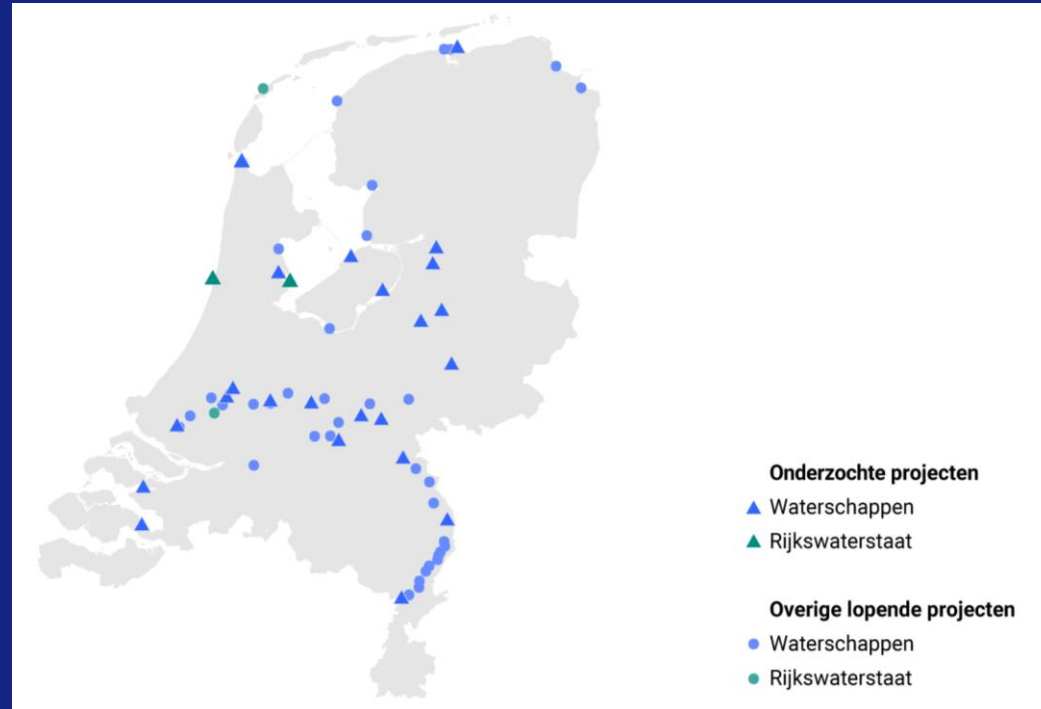 Onderzochte projecten
Waterschappen
Rijkswaterstaat
Overige lopende projecten
Waterschappen
Rijkswaterstaat